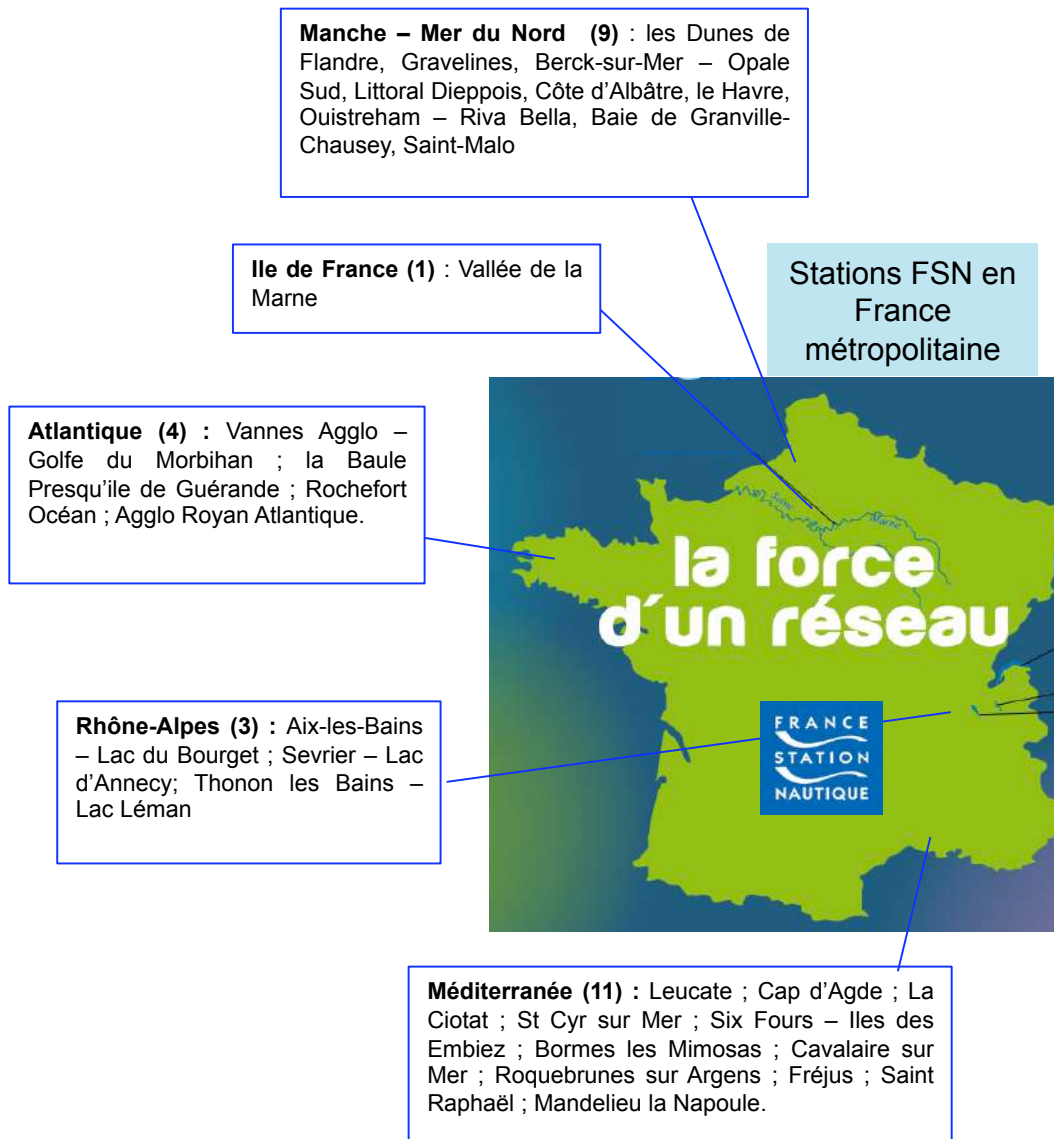 Manche – Mer du Nord (9) : les Dunes de
Flandre, Gravelines, Berck-sur-Mer – Opale
Sud, Littoral Dieppois, Côte d'Albâtre, le Havre,
Ouistreham – Riva Bella, Baie de Granville-
Chausey, Saint-Malo
Ile de France (1) : Vallée de la
Marne
Stations FSN en
France
métropolitaine
Atlantique (4) : Vannes Agglo –
Golfe du Morbihan ; la Baule
Presqu'ile de Guérande ; Rochefort
Océan ; Agglo Royan Atlantique.
Seine
Marne
la force
d'un réseau
Rhône-Alpes (3) : Aix-les-Bains
– Lac du Bourget ; Sevrier – Lac
d'Annecy; Thonon les Bains –
Lac Léman
FRANCE
STATION
NAUTIQUE
Méditerranée (11) : Leucate ; Cap d'Agde ; La
Ciotat ; St Cyr sur Mer ; Six Fours – Iles des
Embiez ; Bormes les Mimosas ; Cavalaire sur
Mer ; Roquebrunes sur Argens ; Fréjus ; Saint
Raphaël ; Mandelieu la Napoule.